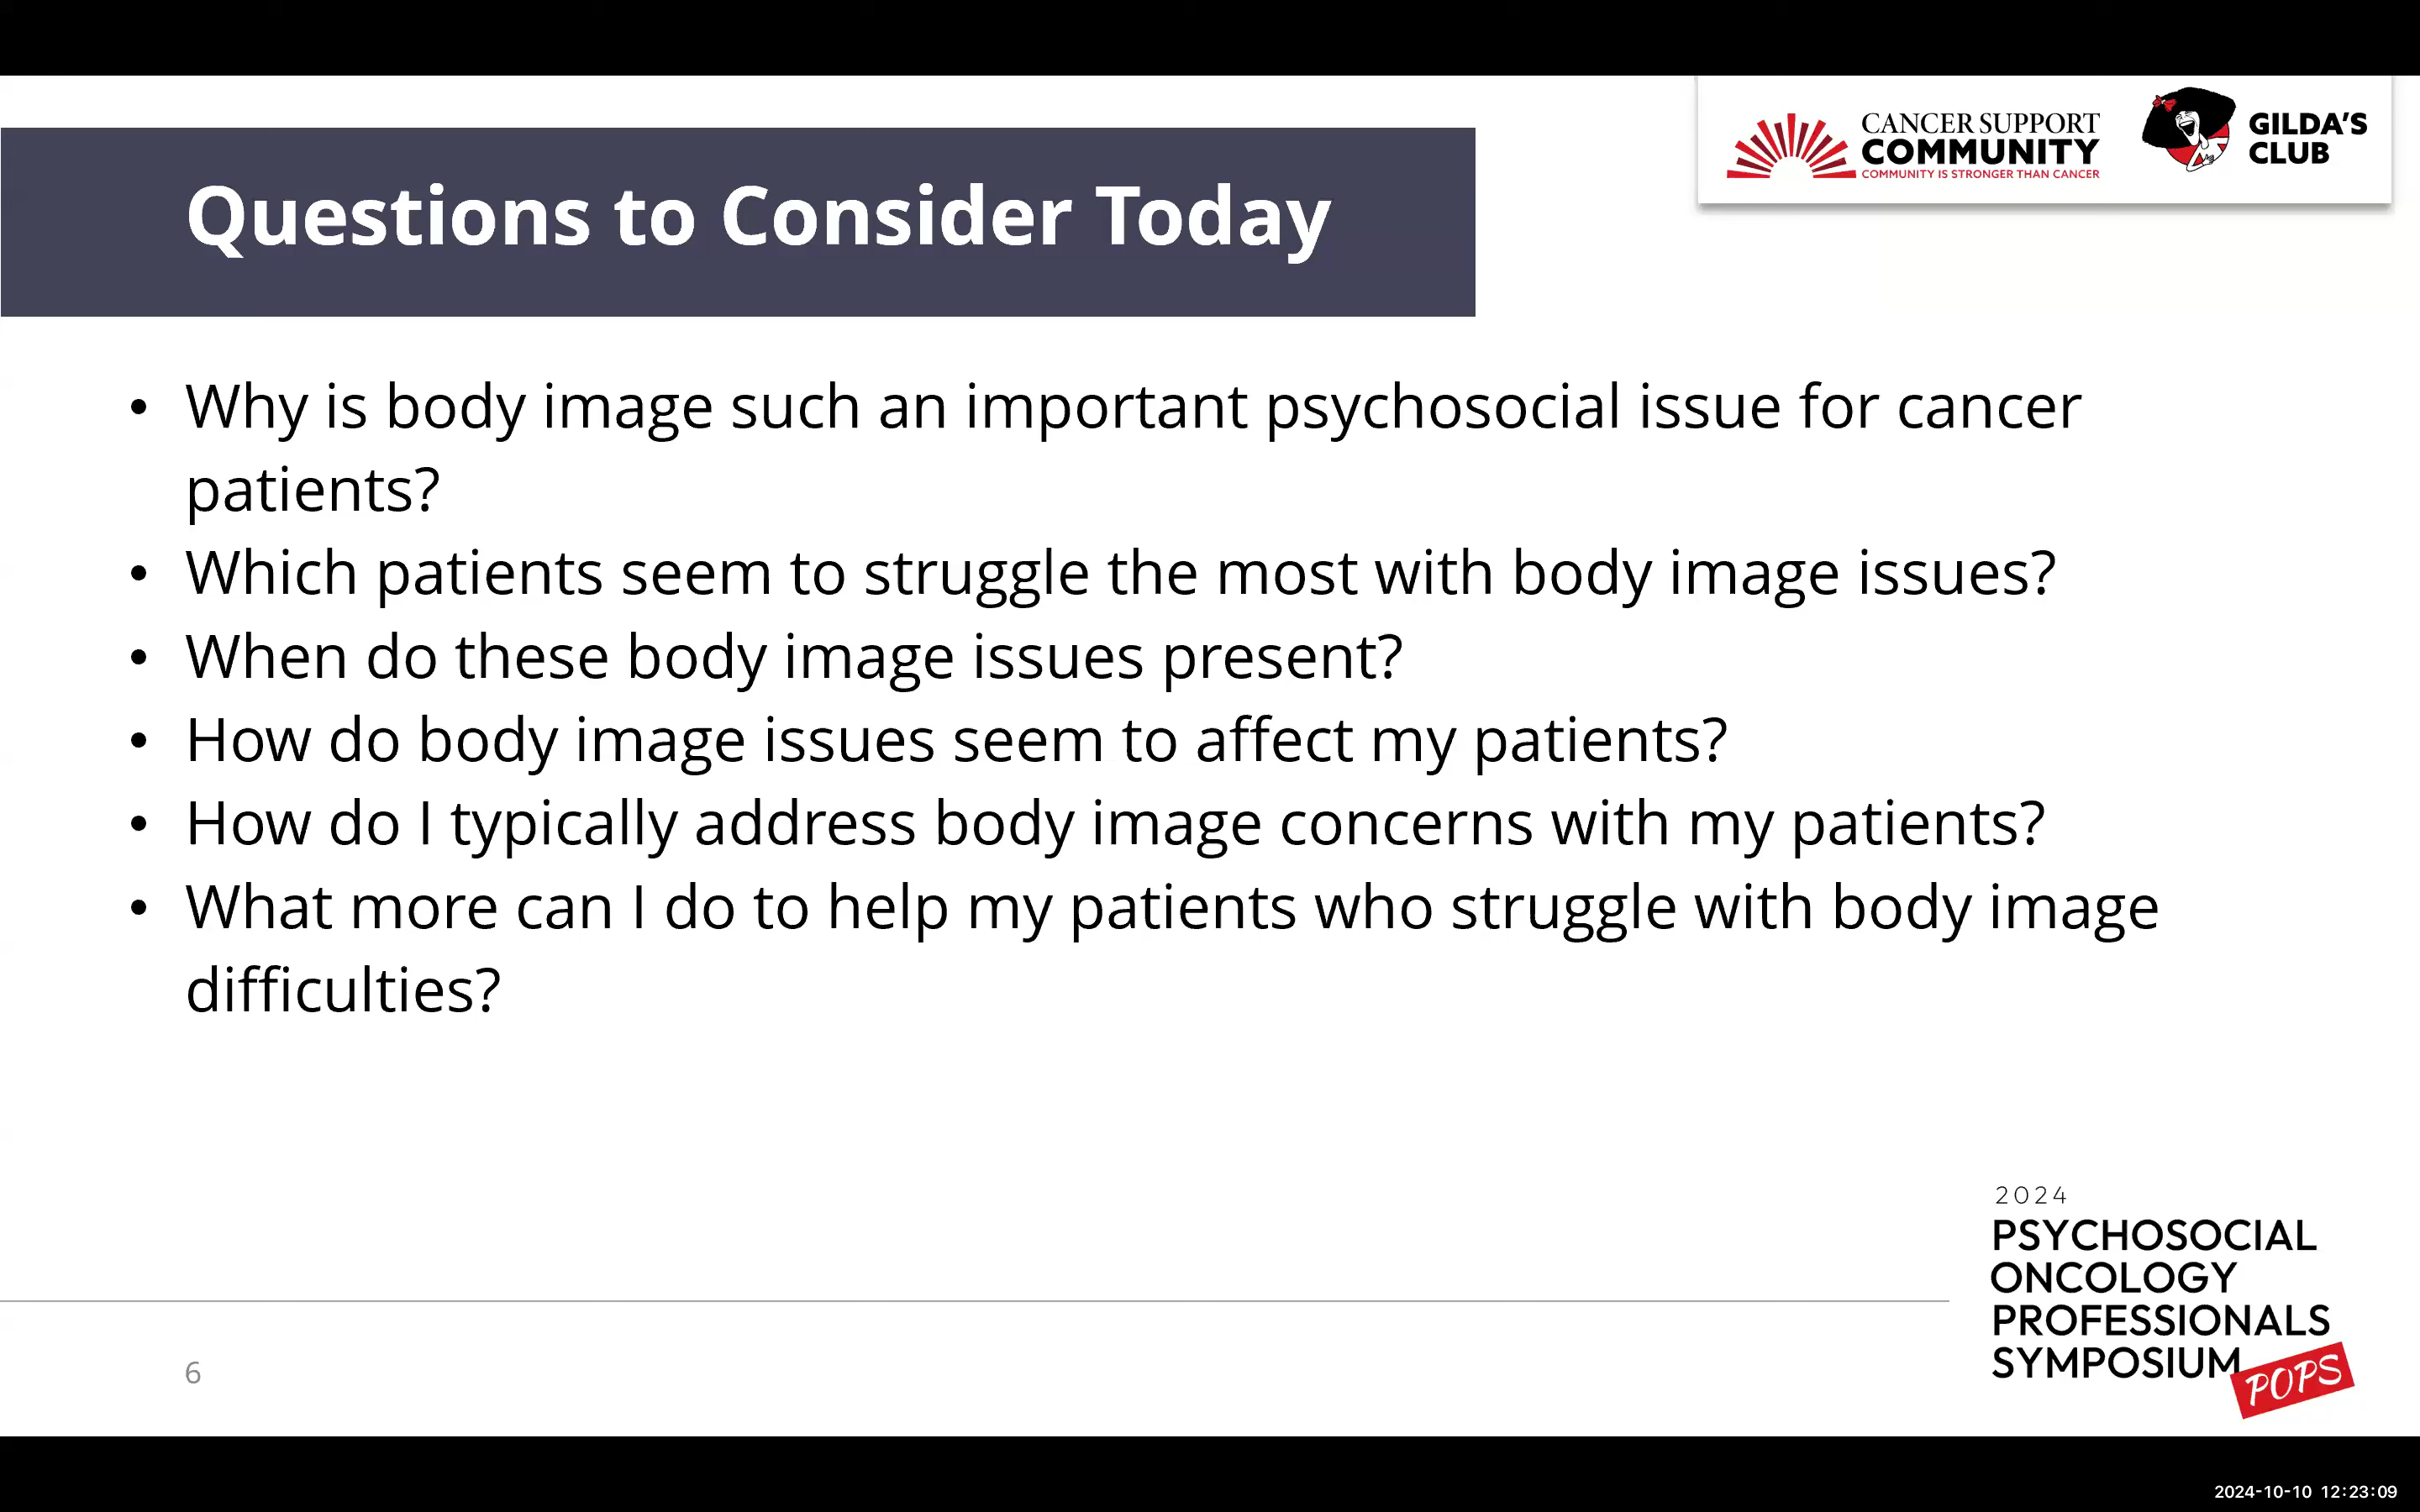 CANCER SUPPORT
COMMUNITY
COMMUNITY IS STRONGER THAN CANCER
GILDA'S
CLUB
Questions to Consider Today
• Why is body image such an important psychosocial issue for cancer
patients?
• Which patients seem to struggle the most with body image issues?
• When do these body image issues present?
• How do body image issues seem to affect my patients?
• How do I typically address body image concerns with my patients?
• What more can I do to help my patients who struggle with body image
difficulties?
2024
PSYCHOSOCIAL
ONCOLOGY
PROFESSIONALS
SYMPOSIUM
POPS
6
2024-10-10 12:23:09